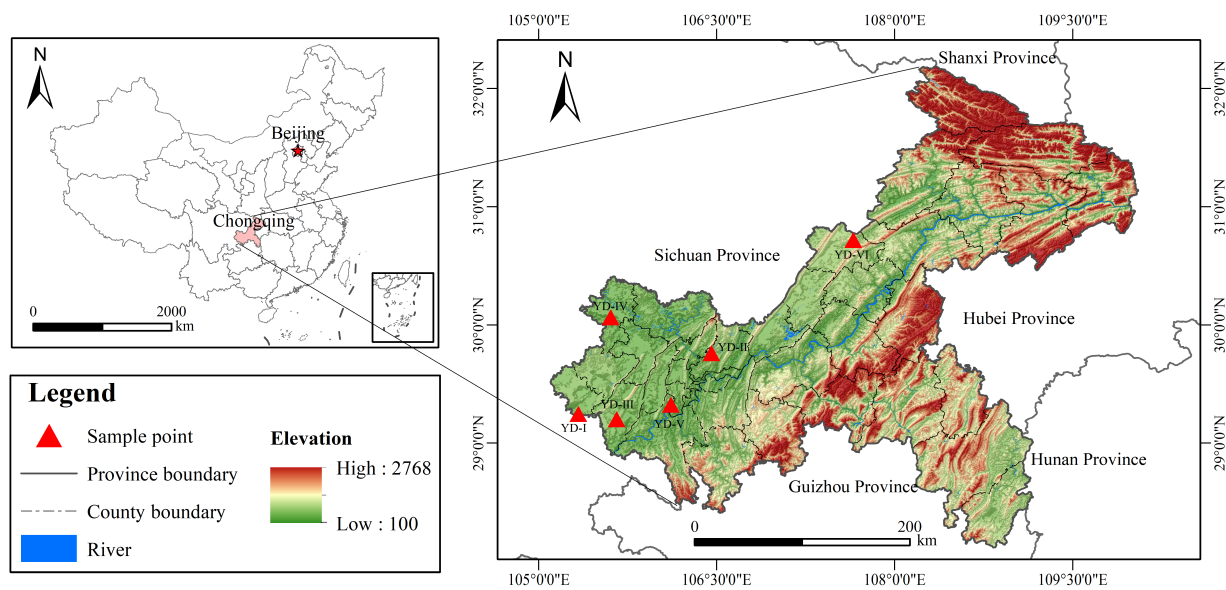 N
Beijing
Chongqing
0 2000
km
Legend
Sample point
Province boundary
County boundary
River
Elevation
High : 2768
Low : 100
105°0'0"E 106°30'0"E 108°0'0"E 109°30'0"E
32°0'0"N 31°0'0"N 30°0'0"N 29°0'0"N
N
Shanxi Province
Sichuan Province
YD-VI
Hubei Province
YD-IV
YD-II
YD-III
YD-I
YD-V
Hunan Province
Guizhou Province
0 200
km
32°0'0"N 31°0'0"N 30°0'0"N 29°0'0"N
105°0'0"E 106°30'0"E 108°0'0"E 109°30'0"E